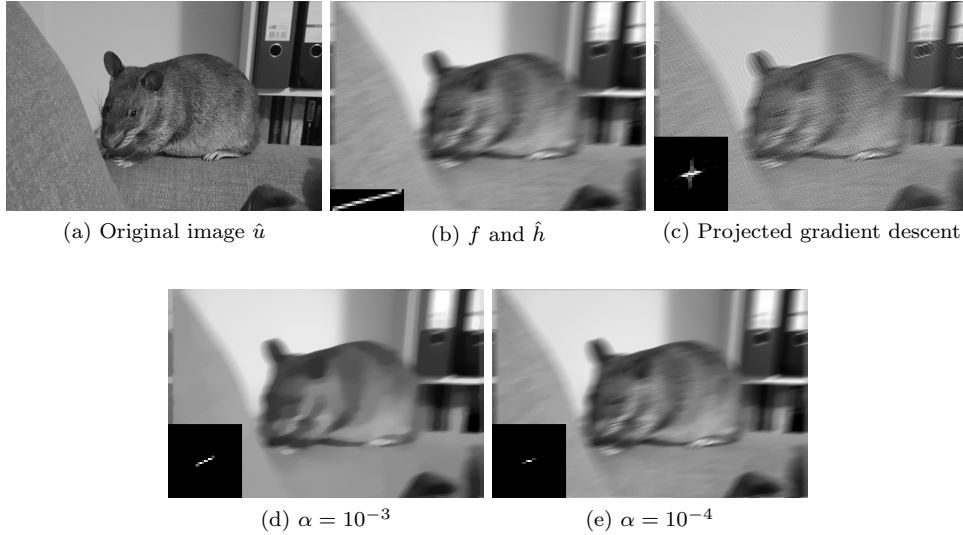 (a) Original image û
(b) f and ĥ
(c) Projected gradient descent
(d) α = 10⁻³
(e) α = 10⁻⁴